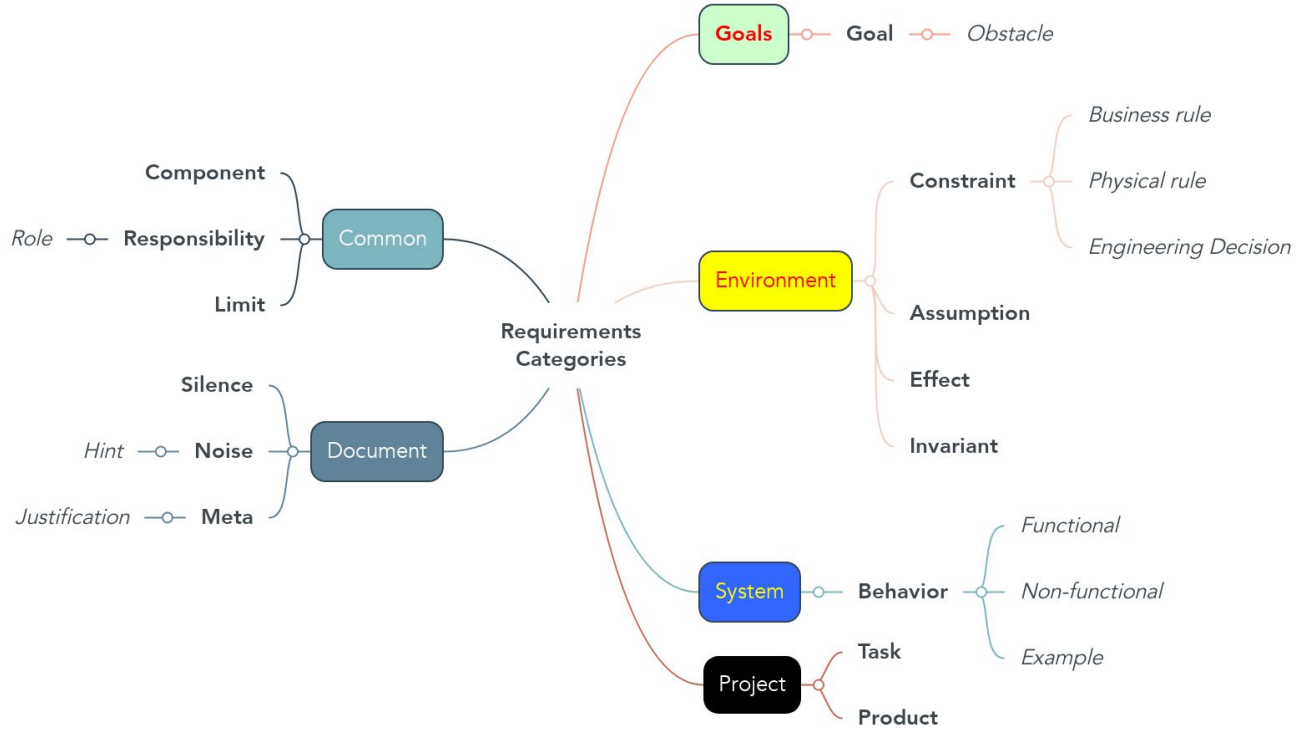 Requirements
Categories
Goals
Goal
Obstacle
Environment
Constraint
Business rule
Physical rule
Engineering Decision
Assumption
Effect
Invariant
System
Behavior
Functional
Non-functional
Example
Project
Task
Product
Common
Component
Responsibility
Role
Limit
Document
Silence
Noise
Hint
Meta
Justification